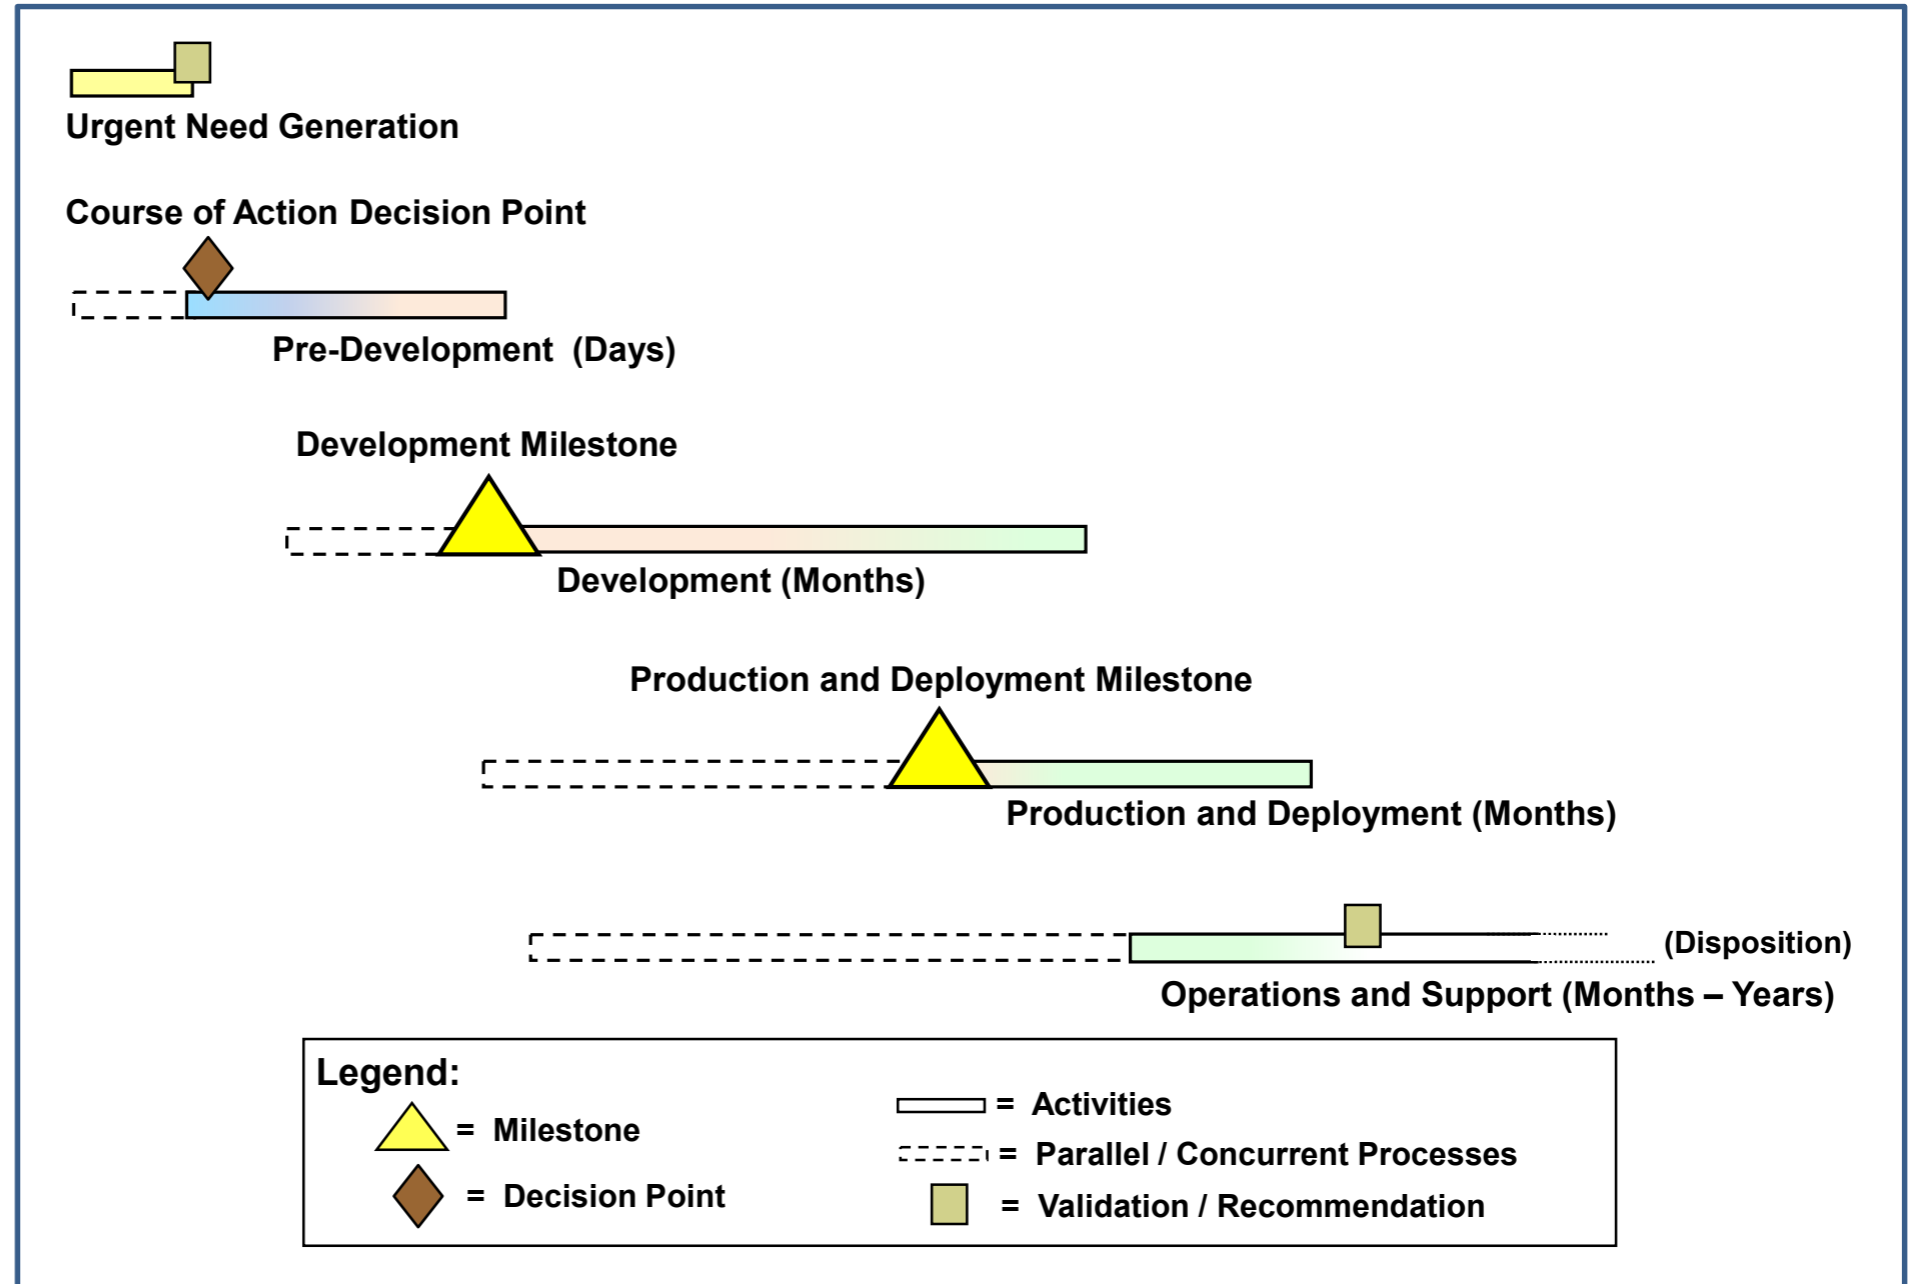 Urgent Need Generation
Course of Action Decision Point
Pre-Development (Days)
Development Milestone
Development (Months)
Production and Deployment Milestone
Production and Deployment (Months)
(Disposition)
Operations and Support (Months – Years)
Legend:
= Milestone
= Decision Point
= Activities
= Parallel / Concurrent Processes
= Validation / Recommendation